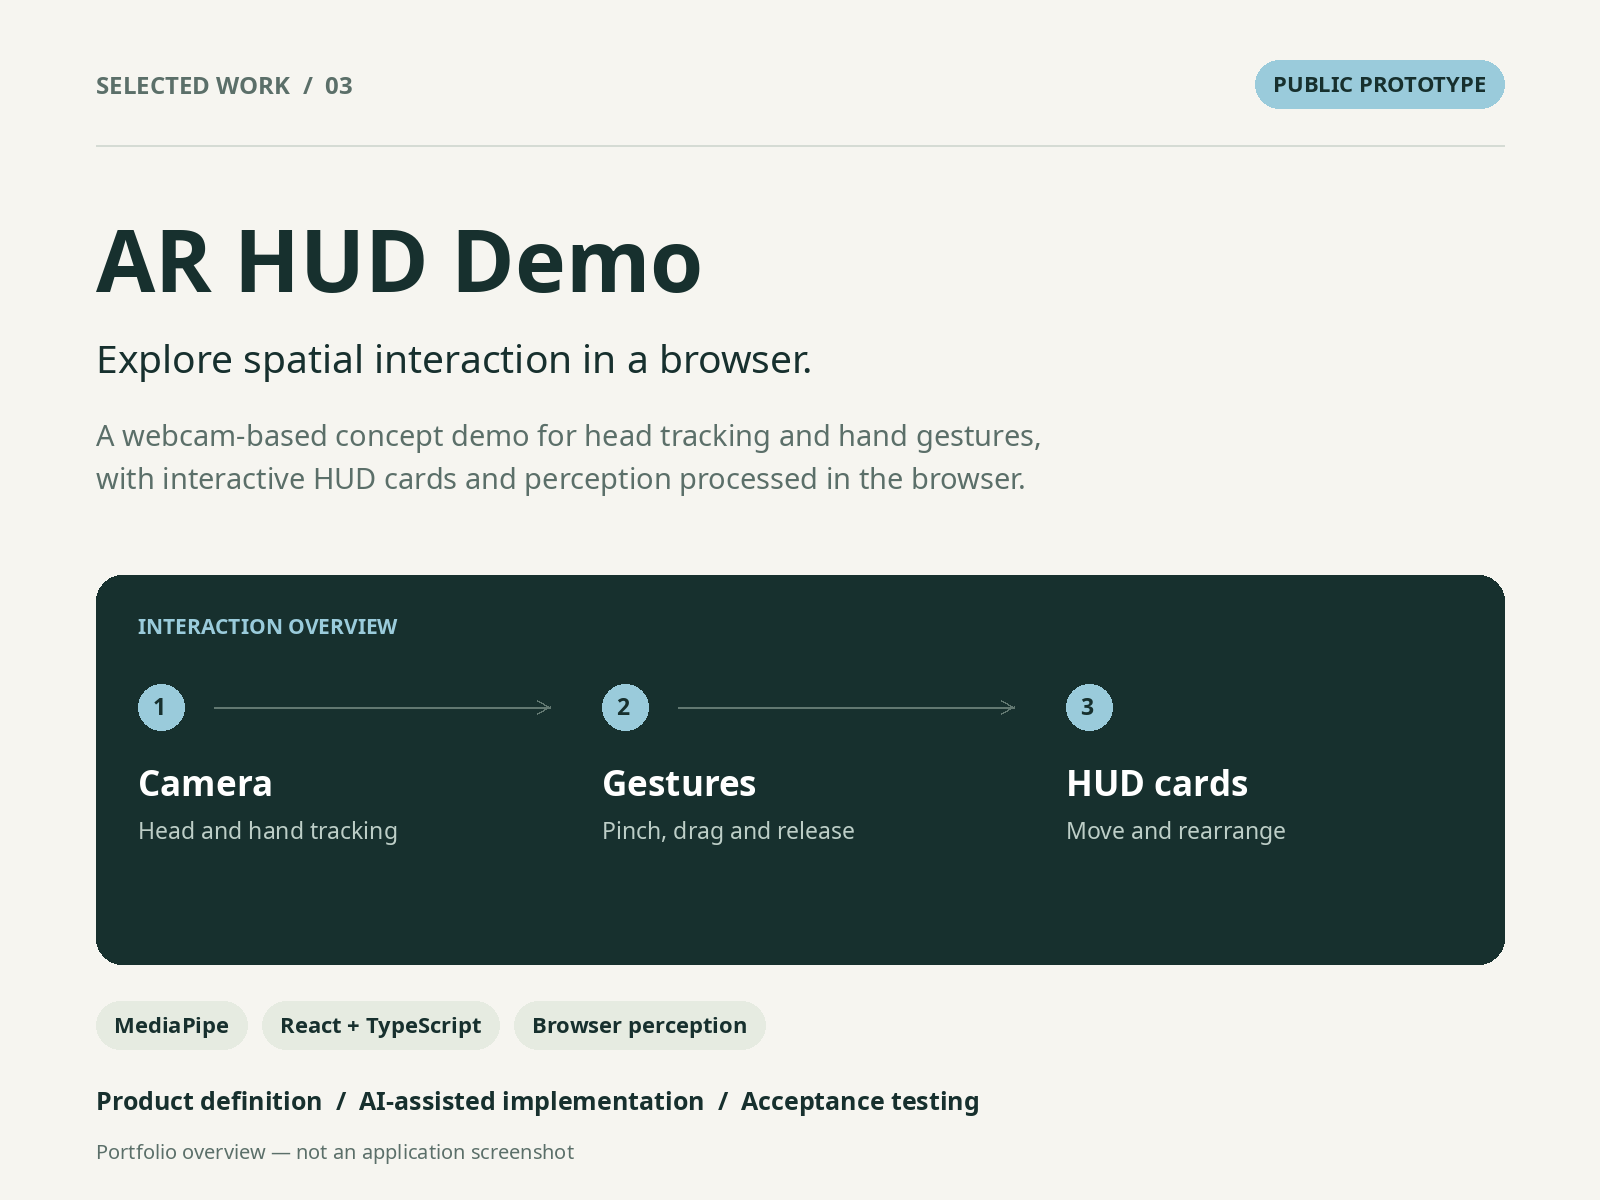 SELECTED WORK / 03
PUBLIC PROTOTYPE
AR HUD Demo
Explore spatial interaction in a browser.
A webcam-based concept demo for head tracking and hand gestures,
with interactive HUD cards and perception processed in the browser.
INTERACTION OVERVIEW
1
2
3
Camera
Gestures
HUD cards
Head and hand tracking
Pinch, drag and release
Move and rearrange
MediaPipe
React + TypeScript
Browser perception
Product definition / AI-assisted implementation / Acceptance testing
Portfolio overview — not an application screenshot